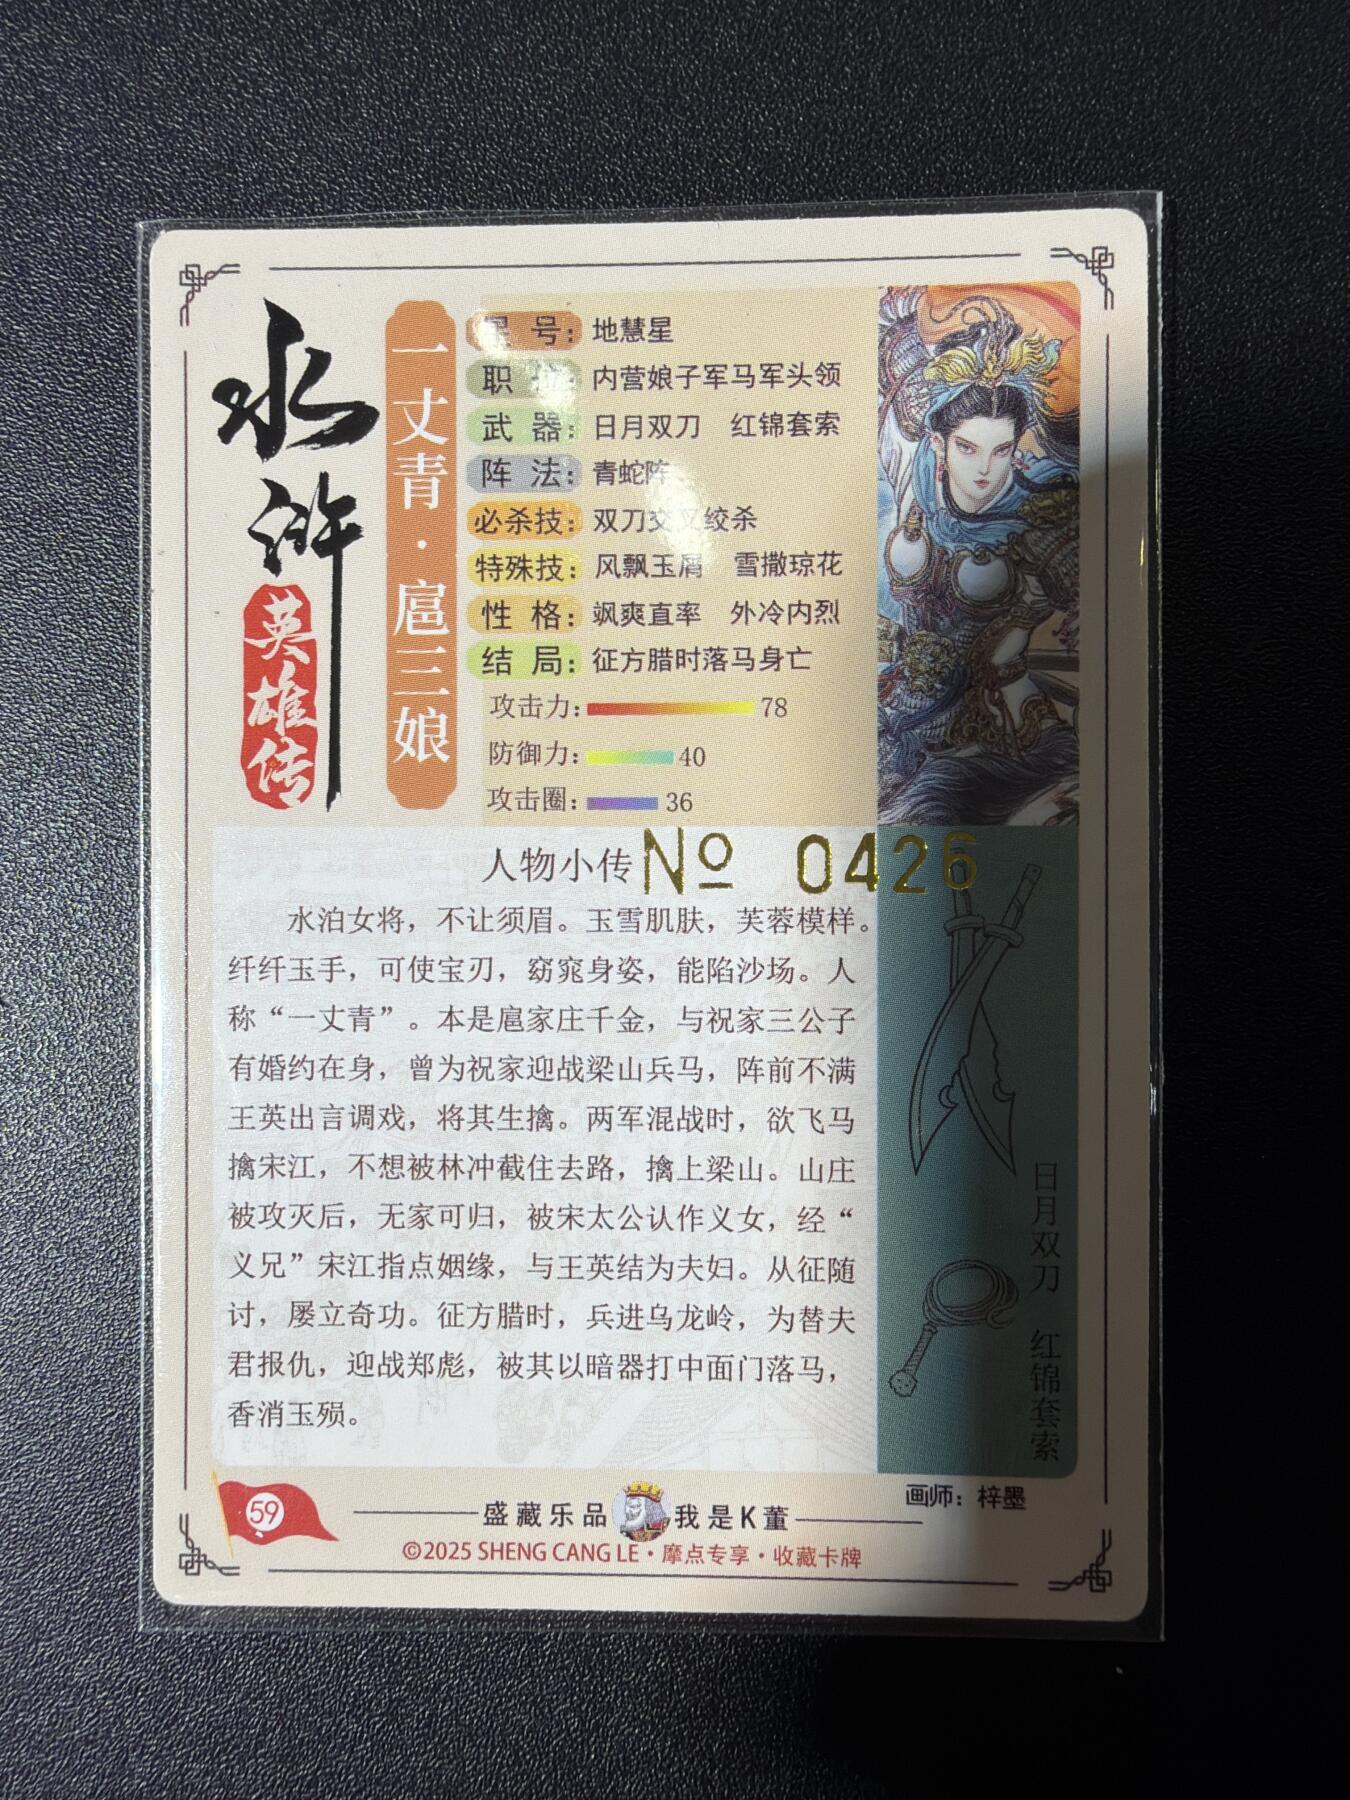 水浒
英雄传
一丈青·扈三娘
星号：地慧星
职位：内营娘子军马军头领
武器：日月双刀 红锦套索
阵法：青蛇阵
必杀技：双刀交叉绞杀
特殊技：风飘玉屑 雪撒琼花
性格：飒爽直率 外冷内烈
结局：征方腊时落马身亡
攻击力：78
防御力：40
攻击圈：36
人物小传
No 0426
水泊女将，不让须眉。玉雪肌肤，芙蓉模样。
纤纤玉手，可使宝刃，窈窕身姿，能陷沙场。人
称“一丈青”。本是扈家庄千金，与祝家三公子
有婚约在身，曾为祝家迎战梁山兵马，阵前不满
王英出言调戏，将其生擒。两军混战时，欲飞马
擒宋江，不想被林冲截住去路，擒上梁山。山庄
被攻灭后，无家可归，被宋太公认作义女，经“
义兄”宋江指点姻缘，与王英结为夫妇。从征随
讨，屡立奇功。征方腊时，兵进乌龙岭，为替夫
君报仇，迎战郑彪，被其以暗器打中面门落马，
香消玉殒。
日月双刀 红锦套索
画师：梓墨
59
盛藏乐品 我是K董
©2025 SHENG CANG LE·摩点专享·收藏卡牌